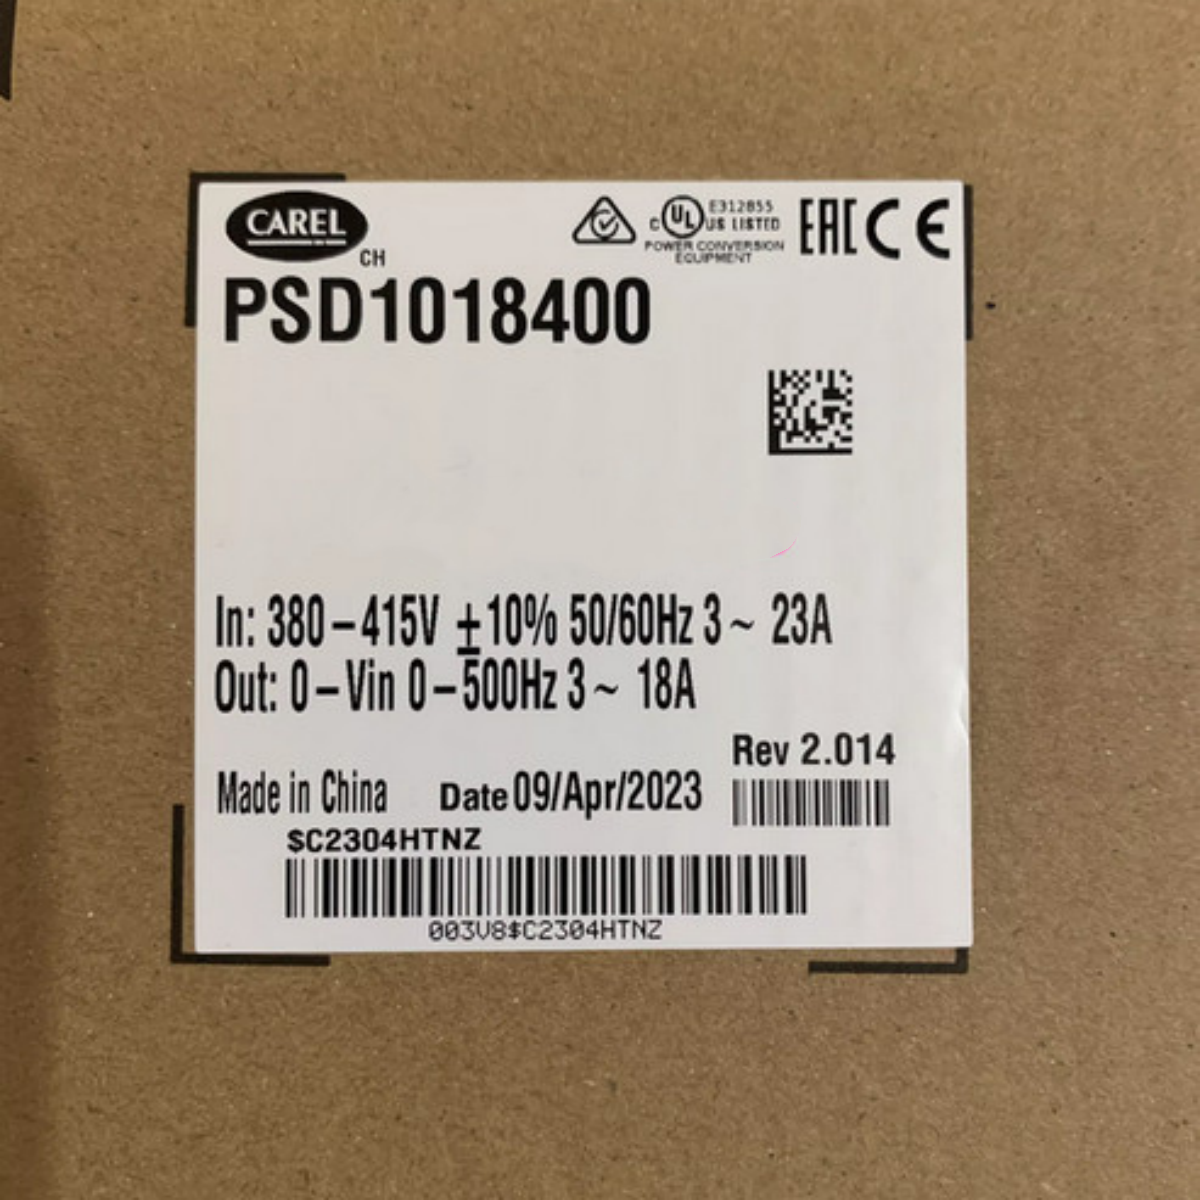 CAREL
CH
E312855
C UL US LISTED
POWER CONVERSION
EQUIPMENT
EAC CE
PSD1018400
In: 380–415V ±10% 50/60Hz 3~ 23A
Out: 0–Vin 0–500Hz 3~ 18A
Rev 2.014
Made in China Date 09/Apr/2023
$C2304HTNZ
003V8$C2304HTNZ